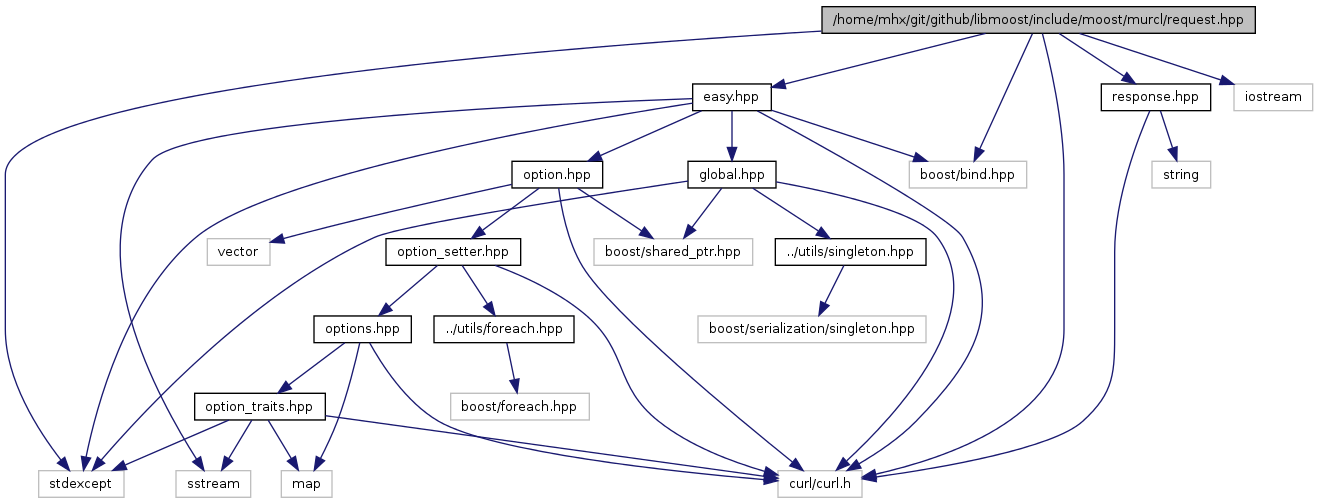 /home/mhx/git/github/libmoost/include/moost/murcl/request.hpp
easy.hpp
response.hpp
iostream
option.hpp
global.hpp
boost/bind.hpp
string
vector
option_setter.hpp
boost/shared_ptr.hpp
../utils/singleton.hpp
options.hpp
../utils/foreach.hpp
boost/serialization/singleton.hpp
option_traits.hpp
boost/foreach.hpp
stdexcept
sstream
map
curl/curl.h